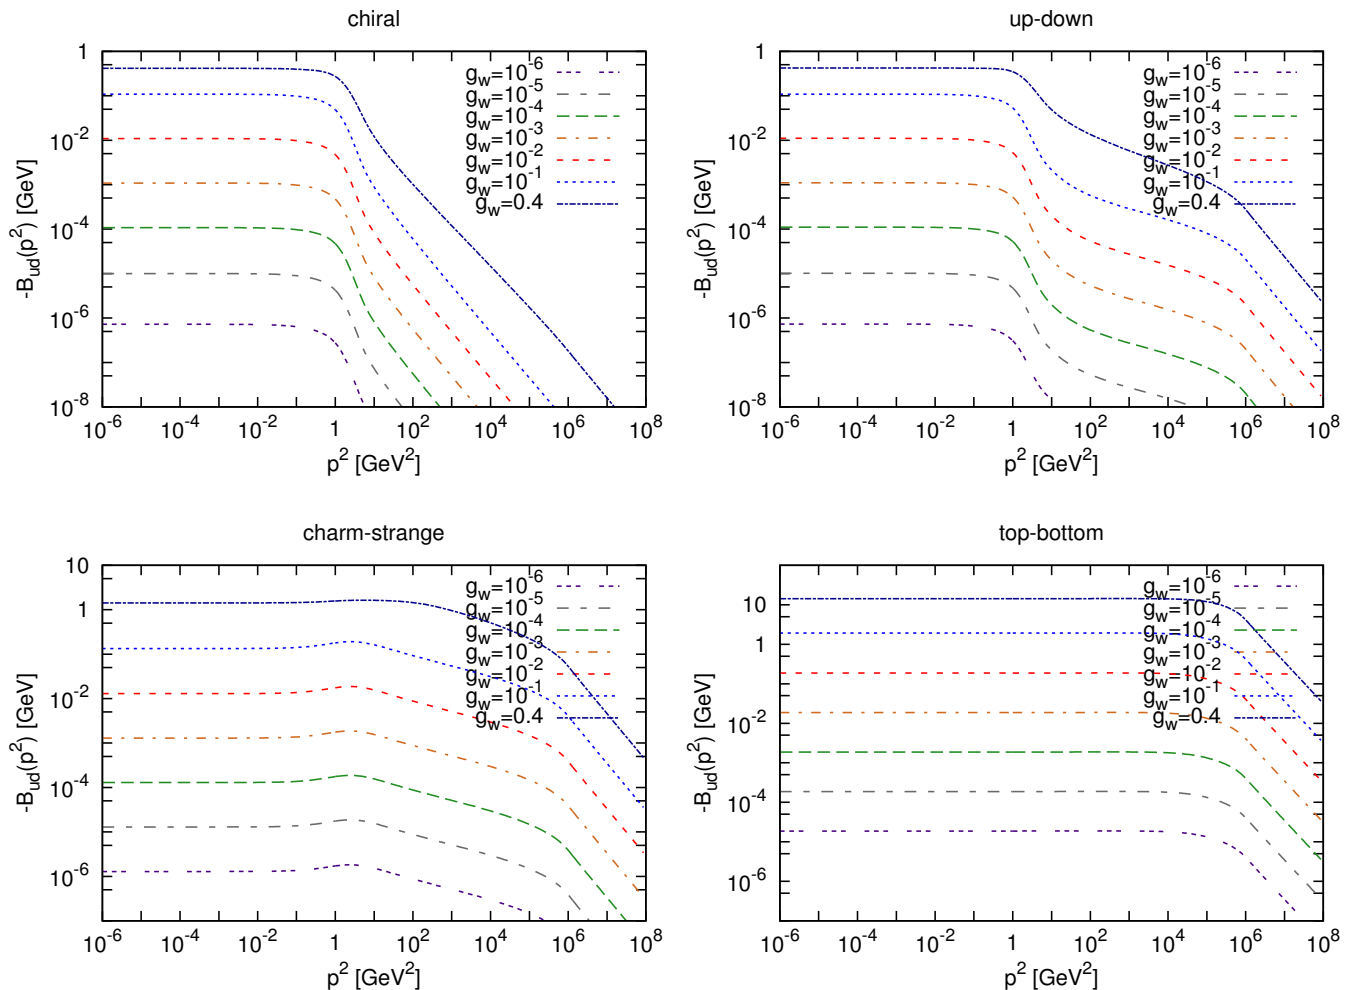 chiral
1
10^-2
10^-4
10^-6
10^-8
-B_ud(p^2) [GeV]
g_w=10^-6
g_w=10^-5
g_w=10^-4
g_w=10^-3
g_w=10^-2
g_w=10^-1
g_w=0.4
10^-6 10^-4 10^-2 1 10^2 10^4 10^6 10^8
p^2 [GeV^2]
up-down
1
10^-2
10^-4
10^-6
10^-8
-B_ud(p^2) [GeV]
g_w=10^-6
g_w=10^-5
g_w=10^-4
g_w=10^-3
g_w=10^-2
g_w=10^-1
g_w=0.4
10^-6 10^-4 10^-2 1 10^2 10^4 10^6 10^8
p^2 [GeV^2]
charm-strange
10
1
10^-2
10^-4
10^-6
-B_ud(p^2) [GeV]
g_w=10^-6
g_w=10^-5
g_w=10^-4
g_w=10^-3
g_w=10^-2
g_w=10^-1
g_w=0.4
10^-6 10^-4 10^-2 1 10^2 10^4 10^6 10^8
p^2 [GeV^2]
top-bottom
10
1
10^-2
10^-4
10^-6
-B_ud(p^2) [GeV]
g_w=10^-6
g_w=10^-5
g_w=10^-4
g_w=10^-3
g_w=10^-2
g_w=10^-1
g_w=0.4
10^-6 10^-4 10^-2 1 10^2 10^4 10^6 10^8
p^2 [GeV^2]